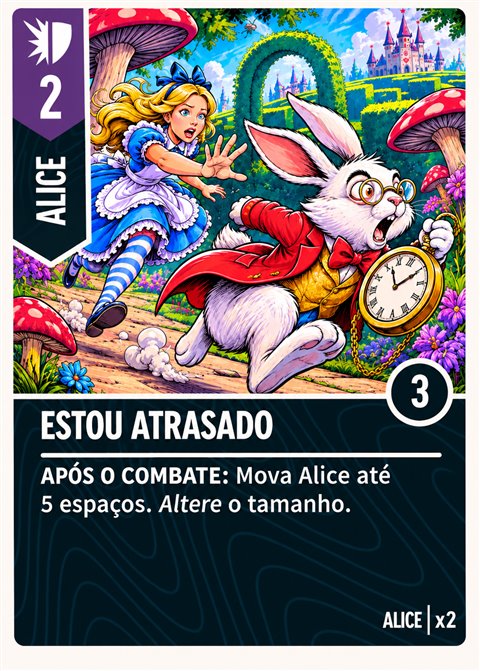 2
ALICE
3
ESTOU ATRASADO
APÓS O COMBATE: Mova Alice até
5 espaços. Altere o tamanho.
ALICE | x2